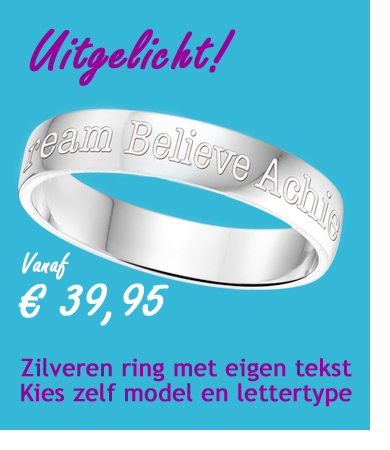 Uitgelicht!
ream Believe Achie
Vanaf
€ 39,95
Zilveren ring met eigen tekst
Kies zelf model en lettertype